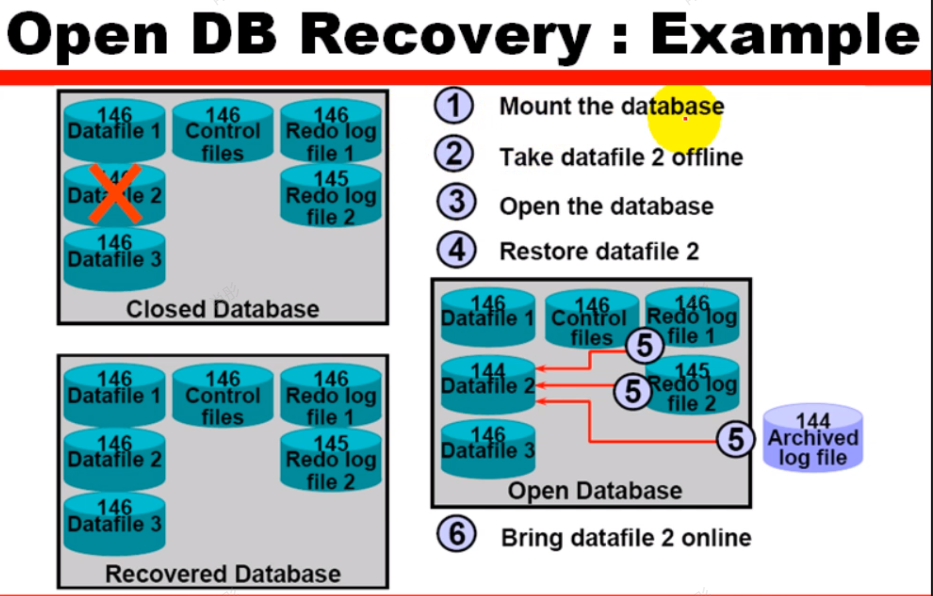 Open DB Recovery : Example
146
Datafile 1
146
Control
files
146
Redo log
file 1
Datafile 2
145
Redo log
file 2
146
Datafile 3
Closed Database
1 Mount the database
2 Take datafile 2 offline
3 Open the database
4 Restore datafile 2
146
Datafile 1
146
Control
files
146
Redo log
file 1
5
144
Datafile 2
5
145
Redo log
file 2
146
Datafile 3
5
144
Archived
log file
Open Database
6 Bring datafile 2 online
146
Datafile 1
146
Control
files
146
Redo log
file 1
146
Datafile 2
145
Redo log
file 2
146
Datafile 3
Recovered Database